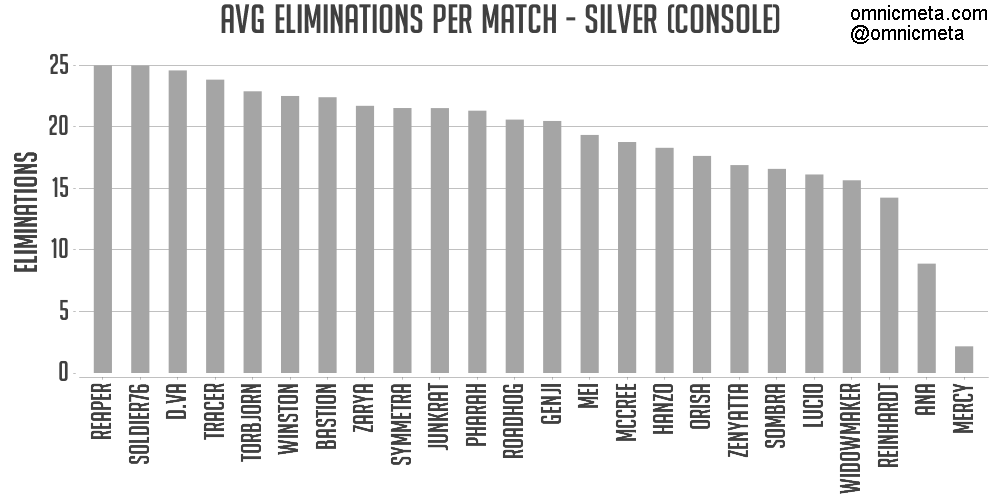 AVG ELIMINATIONS PER MATCH - SILVER (CONSOLE)
omnicmeta.com
@omnicmeta
ELIMINATIONS
25
20
15
10
5
0
REAPER
SOLDIER76
D.VA
TRACER
TORBJORN
WINSTON
BASTION
ZARYA
SYMMETRA
JUNKRAT
PHARAH
ROADHOG
GENJI
MEI
MCCREE
HANZO
ORISA
ZENYATTA
SOMBRA
LUCIO
WIDOWMAKER
REINHARDT
ANA
MERCY